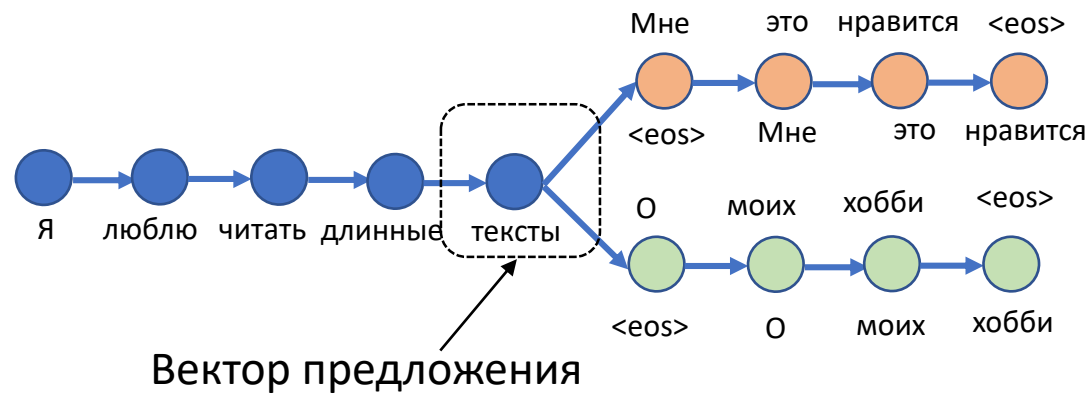 Мне это нравится <eos>
<eos> Мне это нравится
Я люблю читать длинные тексты
О моих хобби <eos>
<eos> О моих хобби
Вектор предложения